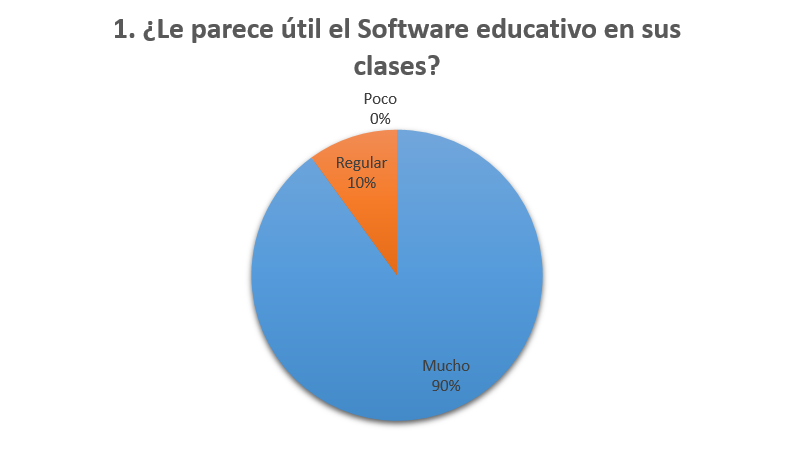 1. ¿Le parece útil el Software educativo en sus
clases?
Poco
0%
Regular
10%
Mucho
90%